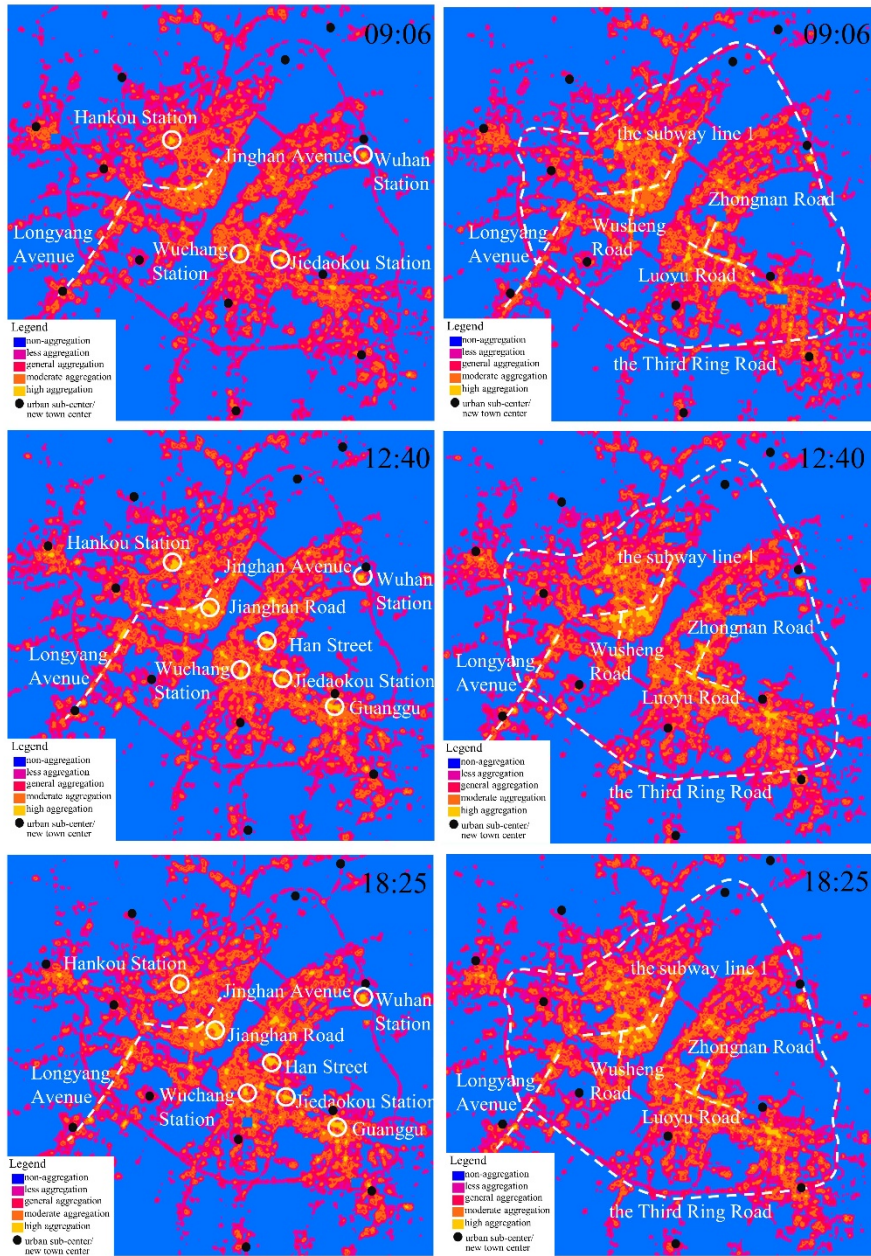 09:06
Hankou Station
Jinghan Avenue
Wuhan
Station
Longyang
Avenue
Wuchang
Station
Jiedaokou Station
Legend
non-aggregation
less aggregation
general aggregation
moderate aggregation
high aggregation
urban sub-center/
new town center
09:06
the subway line 1
Zhongnan Road
Longyang
Avenue
Wusheng
Road
Luoyu Road
the Third Ring Road
Legend
non-aggregation
less aggregation
general aggregation
moderate aggregation
high aggregation
urban sub-center/
new town center
12:40
Hankou Station
Jinghan Avenue
Wuhan
Station
Jianghan Road
Han Street
Longyang
Avenue
Wuchang
Station
Jiedaokou Station
Guanggu
Legend
non-aggregation
less aggregation
general aggregation
moderate aggregation
high aggregation
urban sub-center/
new town center
12:40
the subway line 1
Zhongnan Road
Wusheng
Road
Longyang
Avenue
Luoyu Road
the Third Ring Road
Legend
non-aggregation
less aggregation
general aggregation
moderate aggregation
high aggregation
urban sub-center/
new town center
18:25
Hankou Station
Jinghan Avenue
Wuhan
Station
Jianghan Road
Han Street
Longyang
Avenue
Wuchang
Station
Jiedaokou Station
Guanggu
Legend
non-aggregation
less aggregation
general aggregation
moderate aggregation
high aggregation
urban sub-center/
new town center
18:25
the subway line 1
Zhongnan Road
Wusheng
Road
Longyang
Avenue
Luoyu Road
the Third Ring Road
Legend
non-aggregation
less aggregation
general aggregation
moderate aggregation
high aggregation
urban sub-center/
new town center